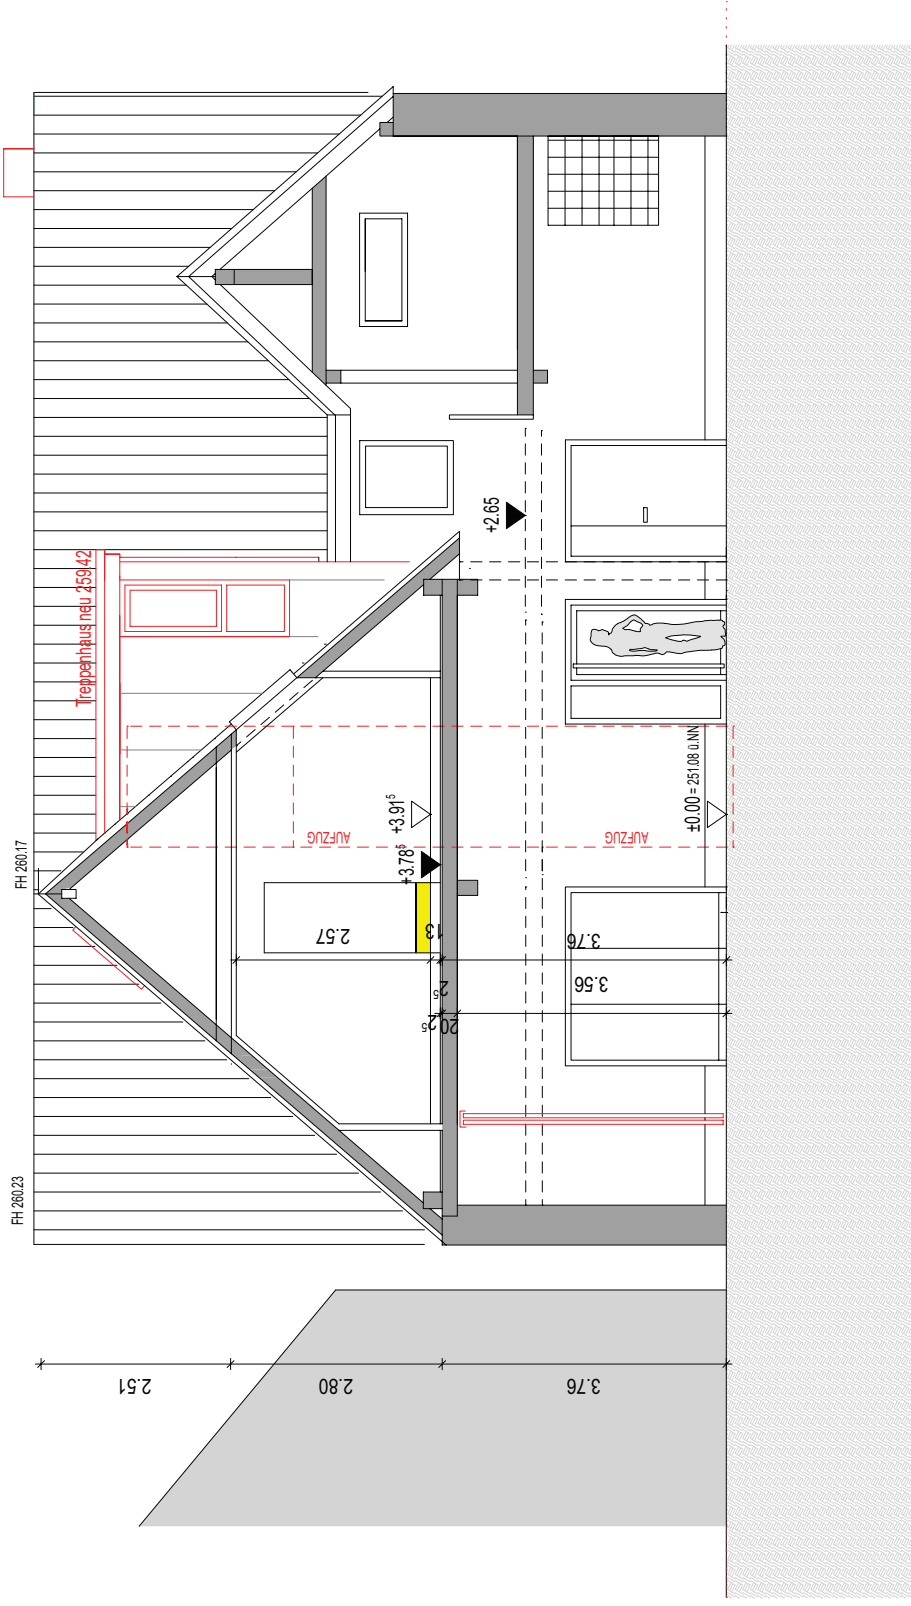 FH 260.23
FH 260.17
Treppenhaus neu 259.42
2.51
2.80
3.76
2.57
13
2⁵
20
2⁵
3.76
3.56
+3.78⁵
+3.91⁵
+2.65
±0.00 = 251.08 ü.NN
AUFZUG
AUFZUG